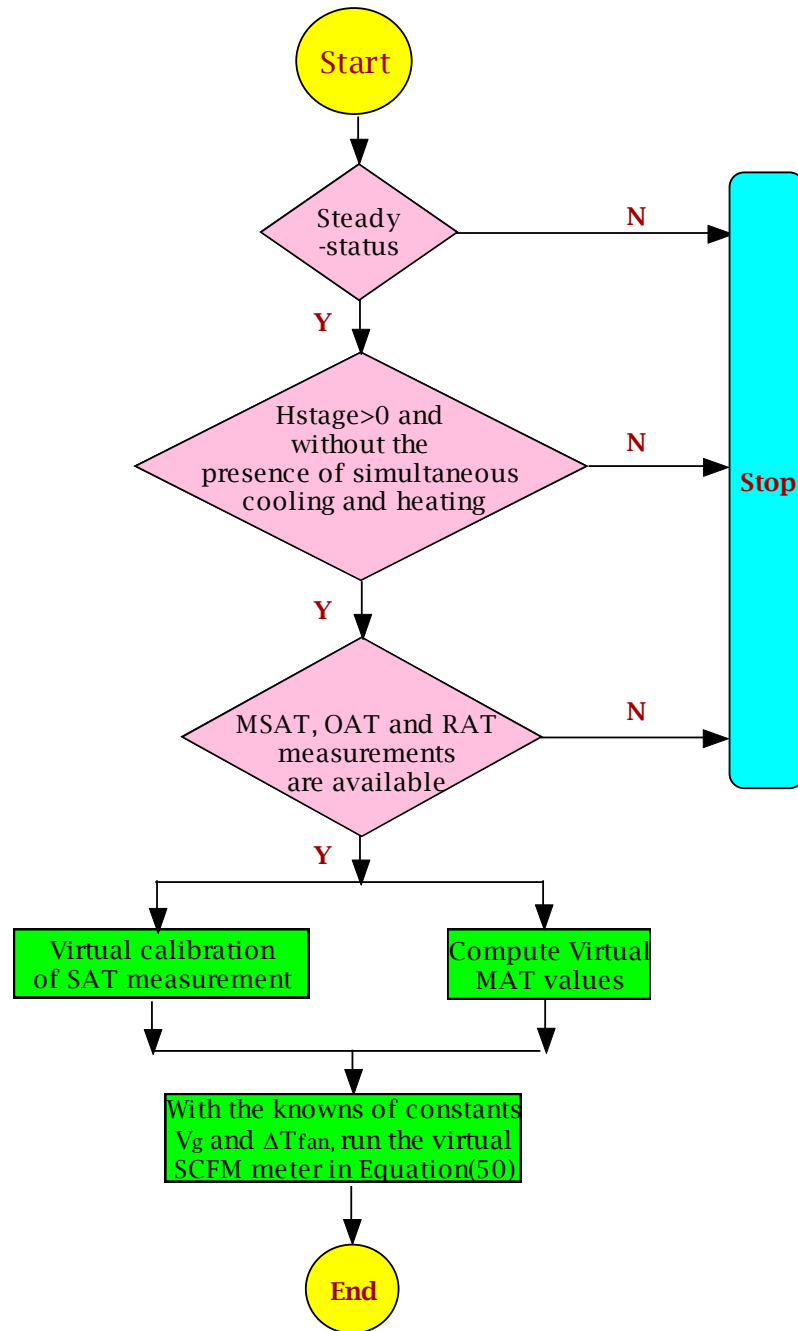 Start
Steady
-status
N
Y
Hstage>0 and
without the
presence of simultaneous
cooling and heating
N
Stop
Y
MSAT, OAT and RAT
measurements
are available
N
Y
Virtual calibration
of SAT measurement
Compute Virtual
MAT values
With the knowns of constants
Vg and ΔTfan, run the virtual
SCFM meter in Equation(50)
End